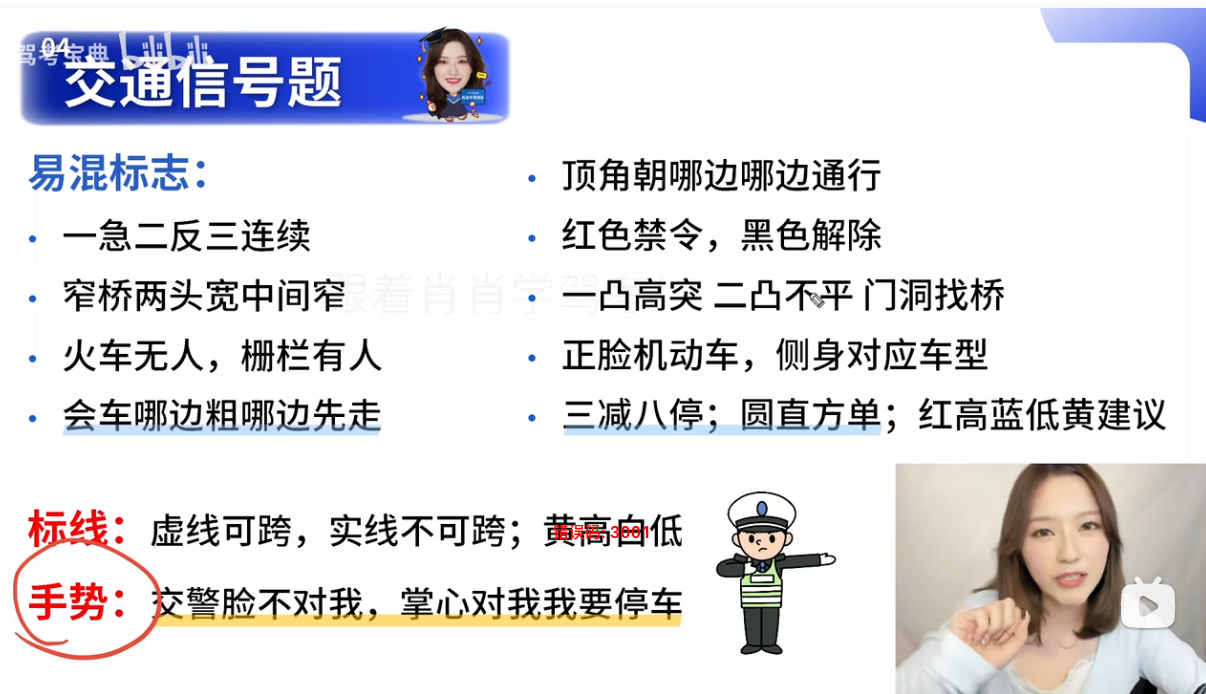 04
驾考宝典
交通信号题
易混标志：
一急二反三连续
窄桥两头宽中间窄
火车无人，栅栏有人
会车哪边粗哪边先走
顶角朝哪边哪边通行
红色禁令，黑色解除
一凸高突 二凸不平 门洞找桥
正脸机动车，侧身对应车型
三减八停；圆直方单；红高蓝低黄建议
跟着肖肖学驾
标线：虚线可跨，实线不可跨；黄高白低
错误码: 3001
手势：交警脸不对我，掌心对我我要停车